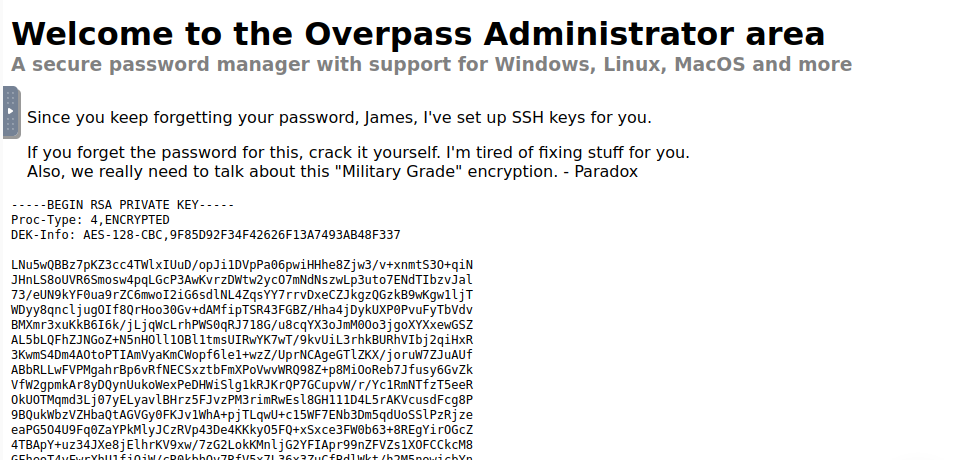 Welcome to the Overpass Administrator area
A secure password manager with support for Windows, Linux, MacOS and more
Since you keep forgetting your password, James, I've set up SSH keys for you.
If you forget the password for this, crack it yourself. I'm tired of fixing stuff for you.
Also, we really need to talk about this "Military Grade" encryption. - Paradox
-----BEGIN RSA PRIVATE KEY-----
Proc-Type: 4,ENCRYPTED
DEK-Info: AES-128-CBC,9F85D92F34F42626F13A7493AB48F337
LNu5wQBBz7pKZ3cc4TWlxIUuD/opJi1DVpPa06pwiHHhe8Zjw3/v+xnmtS3O+qiN
JHnLS8oUVR6Smosw4pqLGcP3AwKvrzDWtw2ycO7mNdNszwLp3uto7ENdTIbzvJal
73/eUN9kYF0ua9rZC6mwoI2iG6sdlNL4ZqsYY7rrvDxeCZJkgzQGzkB9wKgw1ljT
WDyy8qncljugOIf8QrHoo30Gv+dAMfipTSR43FGBZ/Hha4jDykUXP0PvuFyTbVdv
BMXmr3xuKkB6I6k/jLjqWcLrhPWS0qRJ718G/u8cqYX3oJmM0Oo3jgoXYXxewGSZ
AL5bLQFhZJNGoZ+N5nHOll1OBl1tmsUIRwYK7wT/9kvUiL3rhkBURhVIbj2qiHxR
3KwmS4Dm4AOtoPTIAmVyaKmCWopf6le1+wzZ/UprNCAgeGTlZKX/joruW7ZJuAUf
ABbRLLwFVPMgahrBp6vRfNECSxztbFmXPoVwvWRQ98Z+p8MiOoReb7Jfusy6GvZk
VfW2gpmkAr8yDQynUukoWexPeDHWiSlg1kRJKrQP7GCupvW/r/Yc1RmNTfzT5eeR
OkUOTMqmd3Lj07yELyavlBHrz5FJvzPM3rimRwEsl8GH111D4L5rAKVcusdFcg8P
9BQukWbzVZHbaQtAGVGy0FKJv1WhA+pjTLqwU+c15WF7ENb3Dm5qdUoSSlPzRjze
eaPG5O4U9Fq0ZaYPkMlyJCzRVp43De4KKkyO5FQ+xSxce3FW0b63+8REgYirOGcZ
4TBApY+uz34JXe8jElhrKV9xw/7zG2LokKMnljG2YFIApr99nZFVZs1XOFCCkcM8